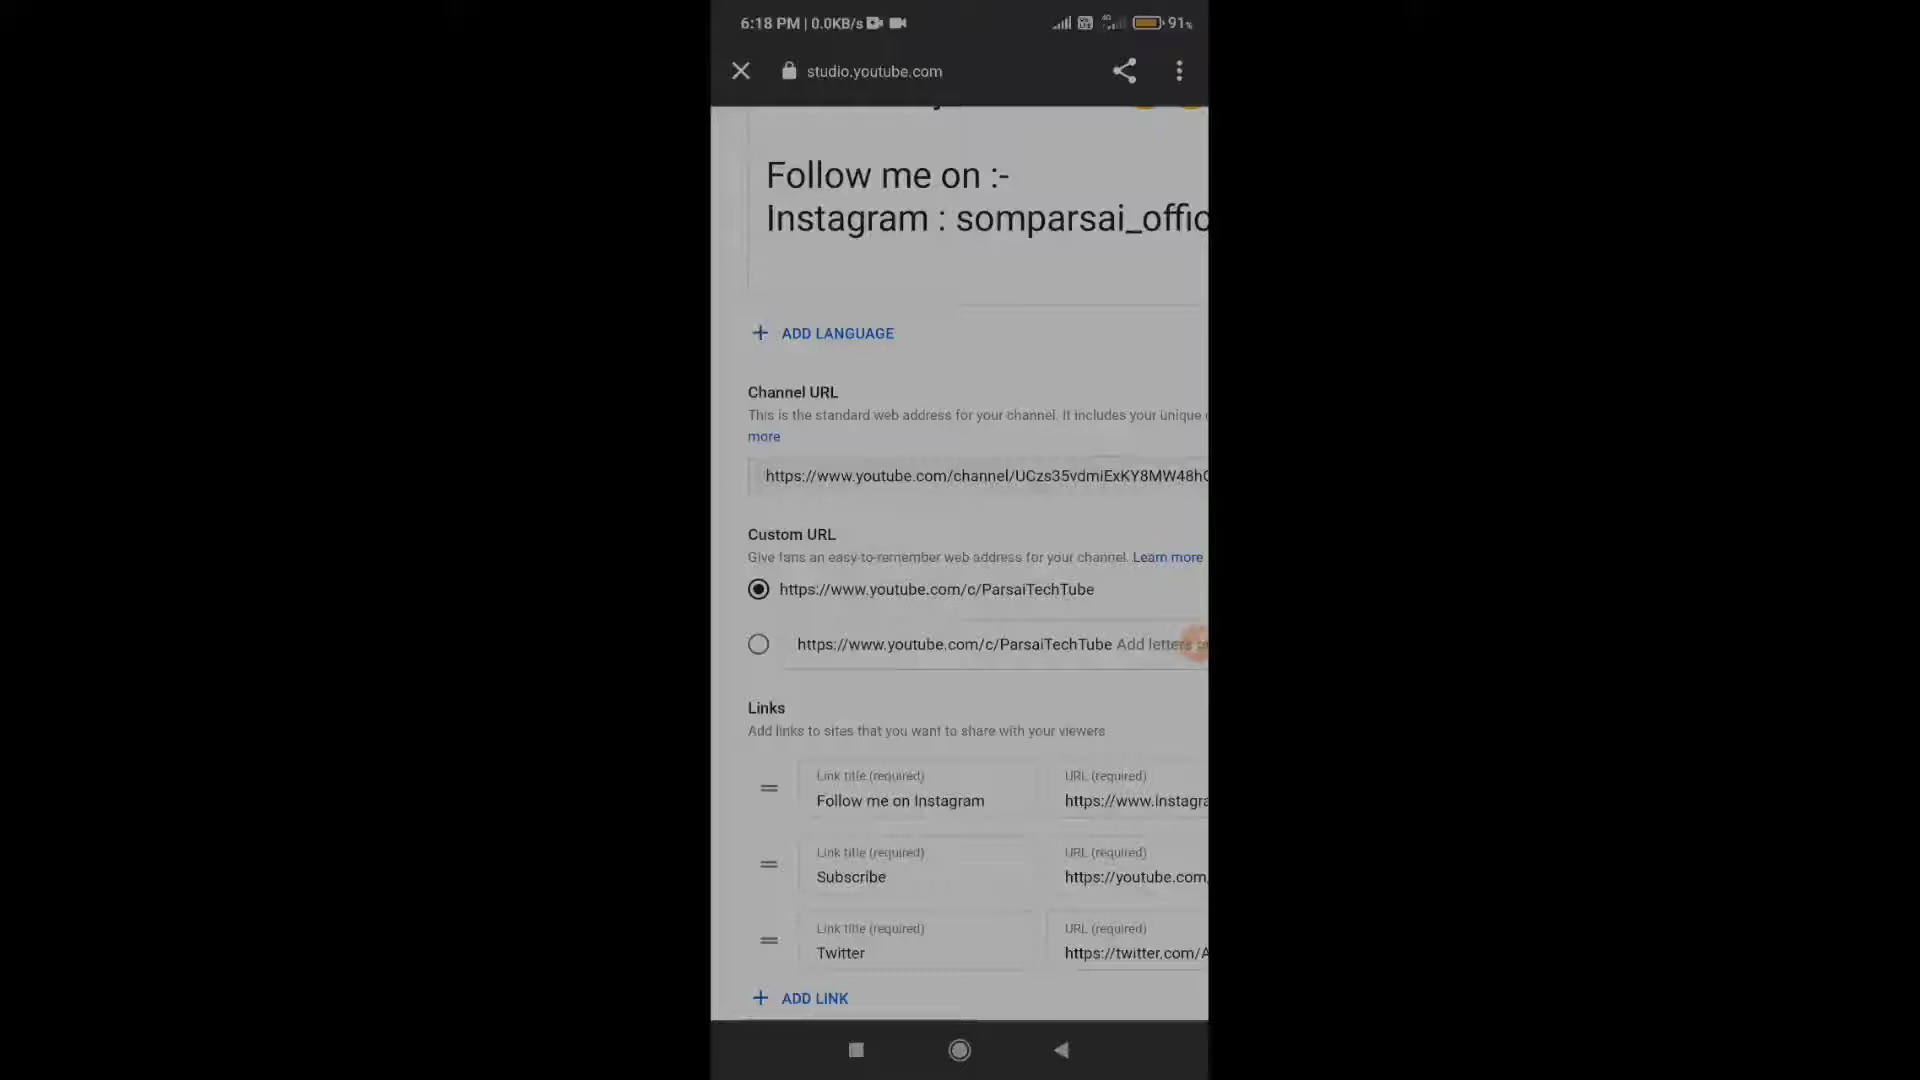 6:18 PM | 0.0KB/s 4G 91%
studio.youtube.com
Follow me on :-
Instagram : somparsai_offic
ADD LANGUAGE
Channel URL
This is the standard web address for your channel. It includes your unique
more
https://www.youtube.com/channel/UCzs35vdmiExKY8MW48h
Custom URL
Give fans an easy-to-remember web address for your channel. Learn more
https://www.youtube.com/c/ParsaiTechTube
https://www.youtube.com/c/ParsaiTechTube Add letters
Links
Add links to sites that you want to share with your viewers
Link title (required) URL (required)
Follow me on Instagram https://www.instagra
Link title (required) URL (required)
Subscribe https://youtube.com
Link title (required) URL (required)
Twitter https://twitter.com/A
ADD LINK